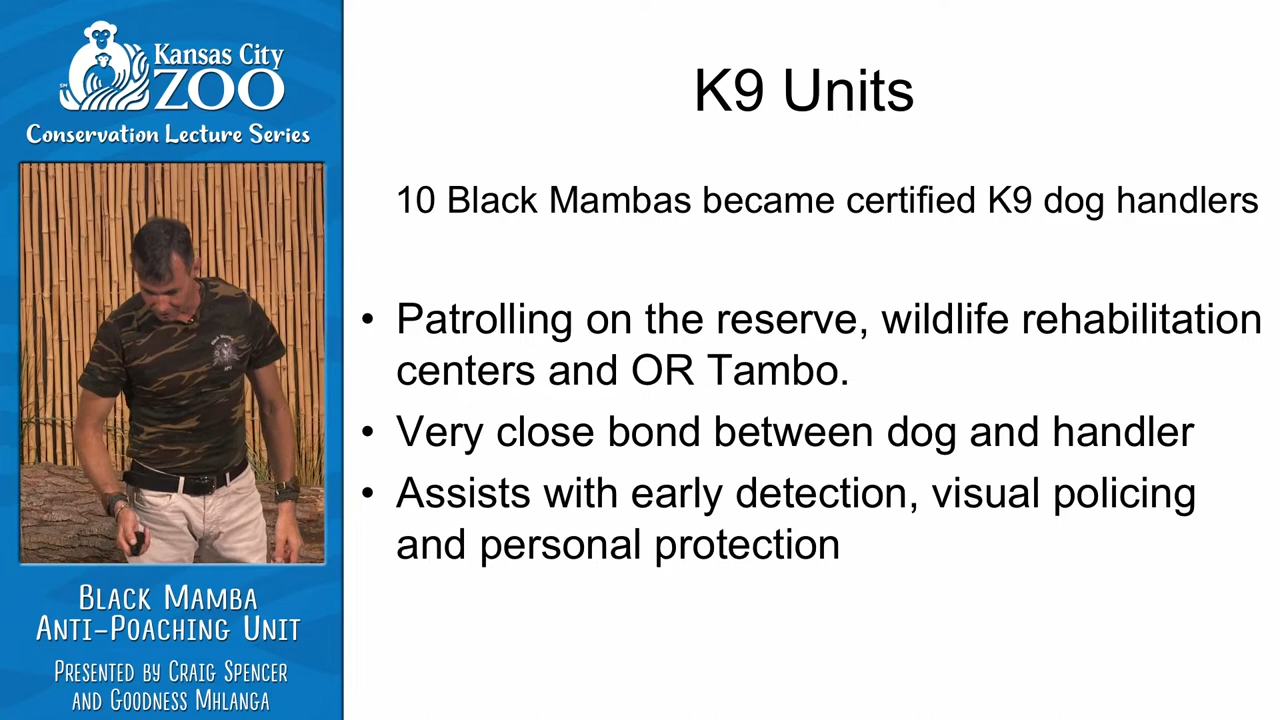 Kansas City
ZOO
SM
Conservation Lecture Series
BLACK MAMBA
ANTI-POACHING UNIT
PRESENTED BY CRAIG SPENCER
AND GOODNESS MHLANGA
K9 Units
10 Black Mambas became certified K9 dog handlers
• Patrolling on the reserve, wildlife rehabilitation
centers and OR Tambo.
• Very close bond between dog and handler
• Assists with early detection, visual policing
and personal protection